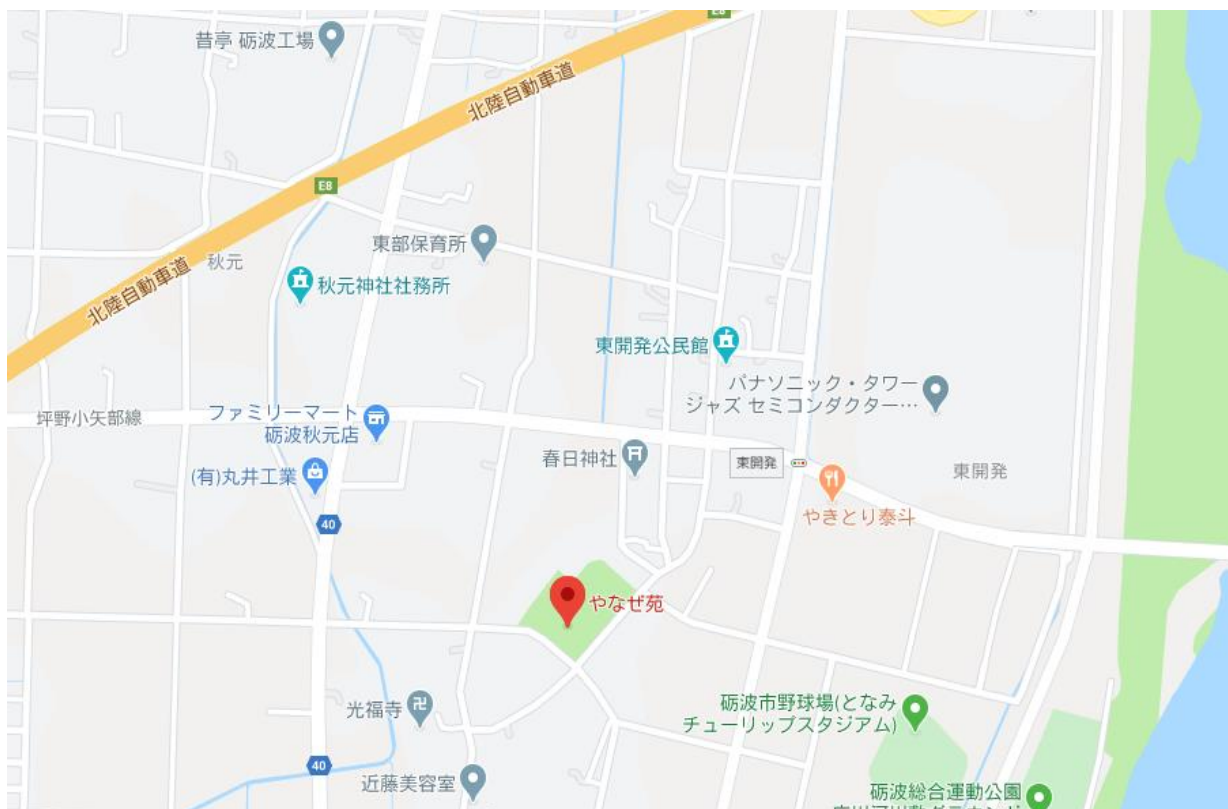 E8
昔亭 砺波工場
北陸自動車道
E8
東部保育所
秋元
秋元神社社務所
北陸自動車道
東開発公民館
パナソニック・タワー
ジャズ セミコンダクター…
坪野小矢部線
ファミリーマート
砺波秋元店
春日神社
東開発
東開発
(有)丸井工業
やきとり泰斗
40
やなぜ苑
光福寺
砺波市野球場(となみ
チューリップスタジアム)
40
近藤美容室
砺波総合運動公園